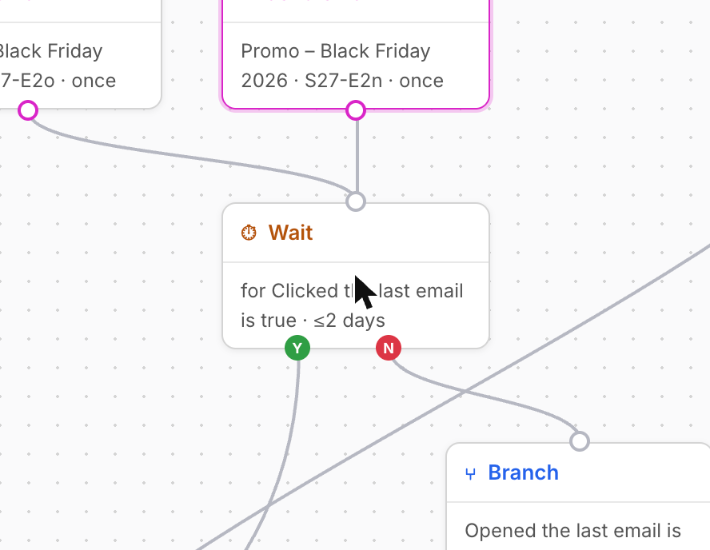 Black Friday
7-E2o · once
Promo – Black Friday
2026 · S27-E2n · once
Wait
for Clicked the last email
is true · ≤2 days
Y
N
Branch
Opened the last email is